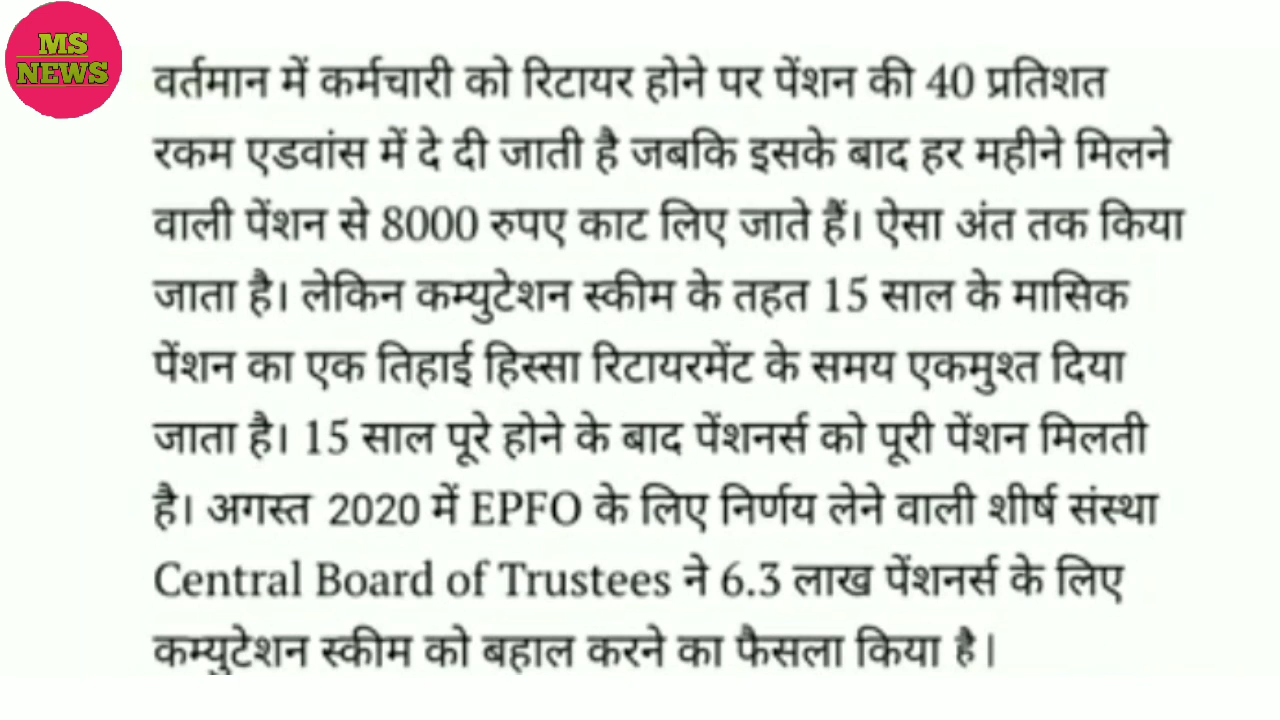 MS
NEWS
वर्तमान में कर्मचारी को रिटायर होने पर पेंशन की 40 प्रतिशत
रकम एडवांस में दे दी जाती है जबकि इसके बाद हर महीने मिलने
वाली पेंशन से 8000 रुपए काट लिए जाते हैं। ऐसा अंत तक किया
जाता है। लेकिन कम्युटेशन स्कीम के तहत 15 साल के मासिक
पेंशन का एक तिहाई हिस्सा रिटायरमेंट के समय एकमुश्त दिया
जाता है। 15 साल पूरे होने के बाद पेंशनर्स को पूरी पेंशन मिलती
है। अगस्त 2020 में EPFO के लिए निर्णय लेने वाली शीर्ष संस्था
Central Board of Trustees ने 6.3 लाख पेंशनर्स के लिए
कम्युटेशन स्कीम को बहाल करने का फैसला किया है।